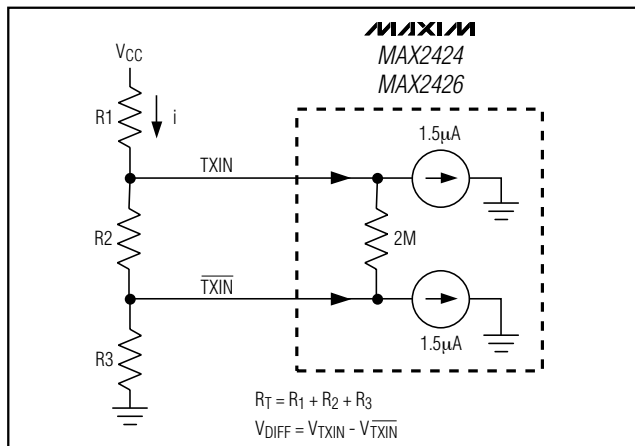 MAXIM
MAX2424
MAX2426
VCC
R1
i
TXIN
1.5μA
R2
2M
TXIN
R3
1.5μA
RT = R1 + R2 + R3
VDIFF = VTXIN - VTXIN